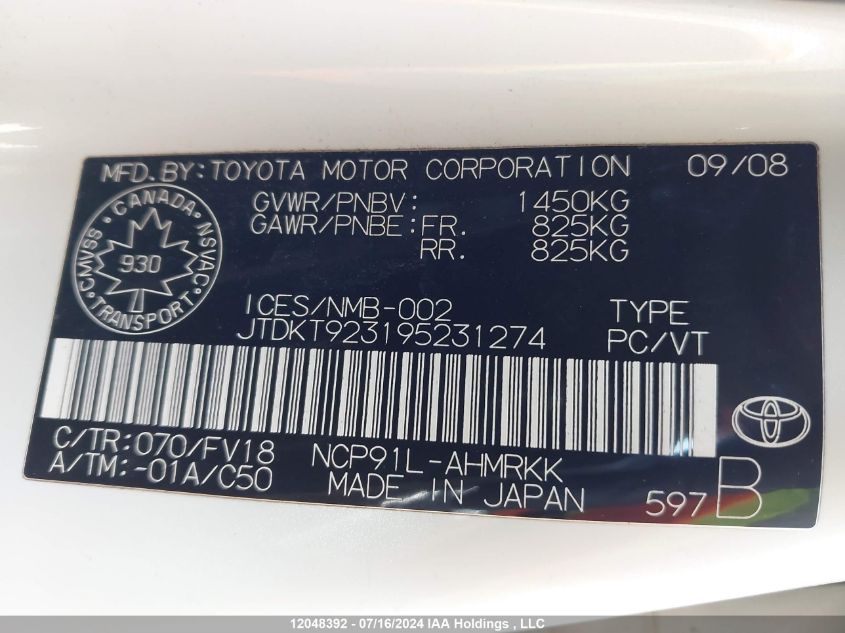 MFD.BY:TOYOTA MOTOR CORPORATION 09/08
GVWR/PNBV: 1450KG
GAWR/PNBE:FR. 825KG
RR. 825KG
CANADA
CMVSS NSVAC
930
TRANSPORT
ICES/NMB-002 TYPE
JTDKT923195231274 PC/VT
C/TR:070/FV18 NCP91L-AHMRKK
A/TM:-01A/C50 MADE IN JAPAN 597 B
12048392 - 07/16/2024 IAA Holdings , LLC